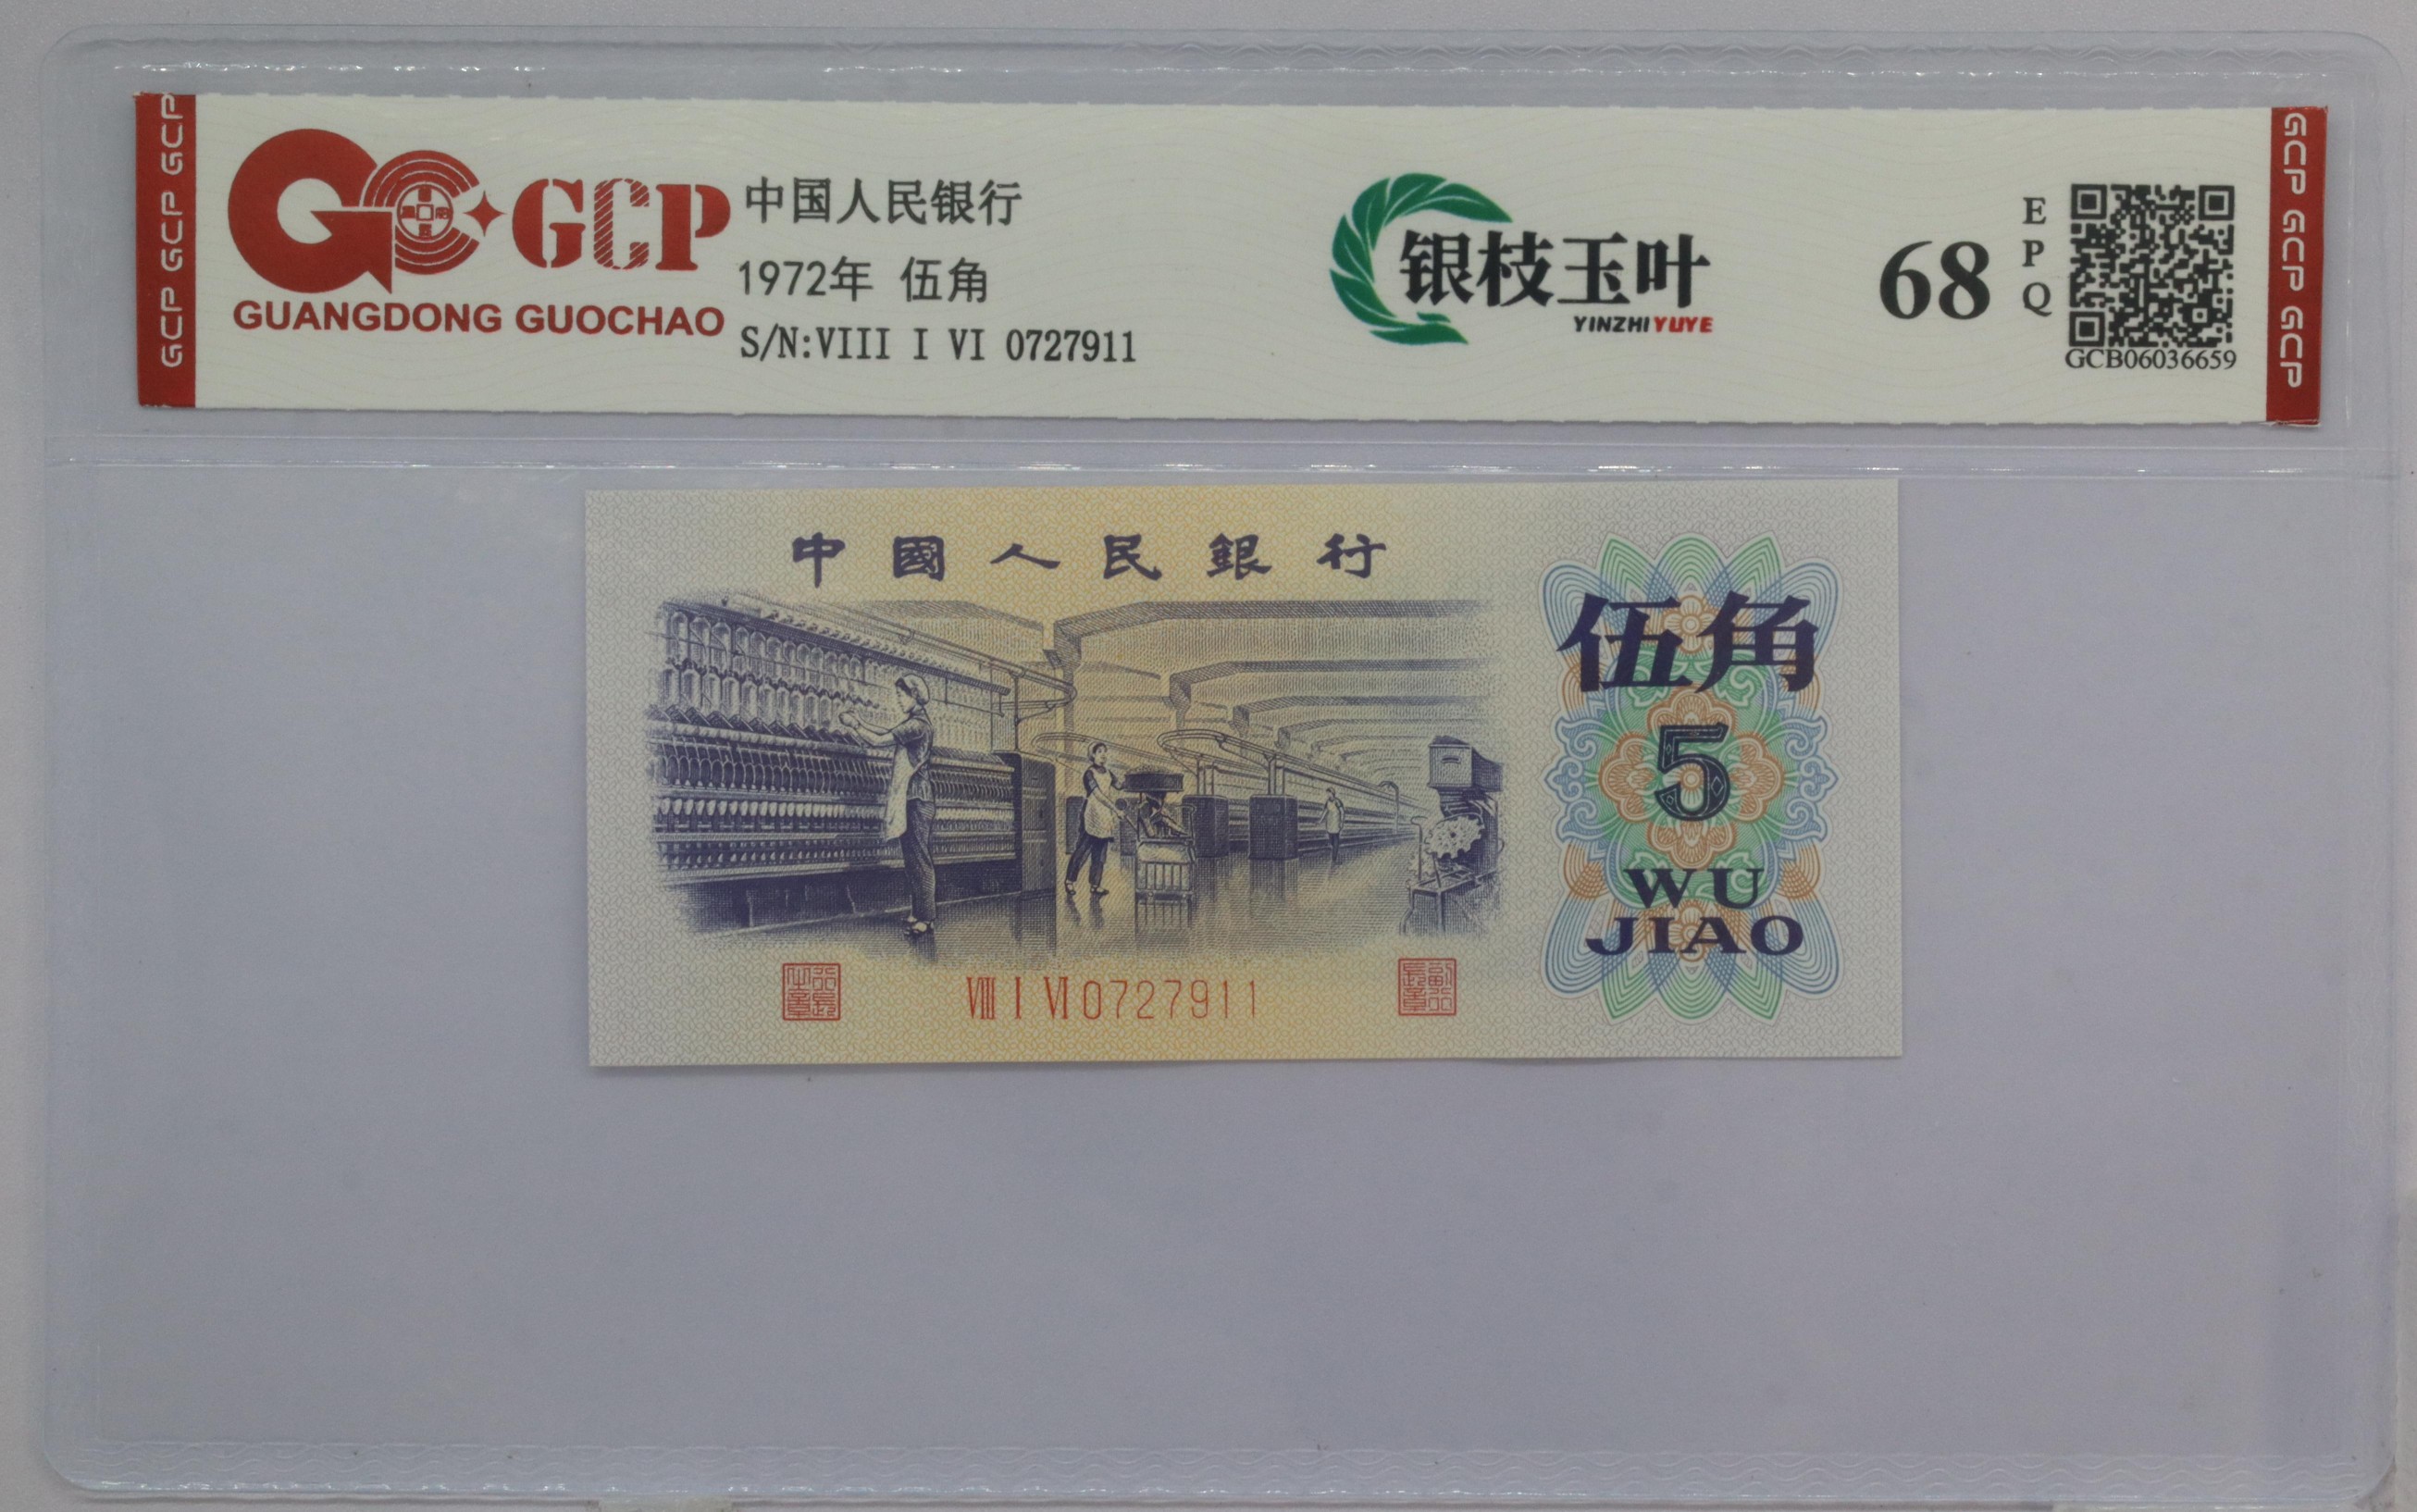 GCP GCP GCP
GCP
GUANGDONG GUOCHAO
中国人民银行
1972年 伍角
S/N:VIII I VI 0727911
银枝玉叶
YINZHIYUYE
68
E
P
Q
GCB06036659
GCP GCP GCP
中國人民銀行
伍角
5
WU
JIAO
VIII I VI 0727911